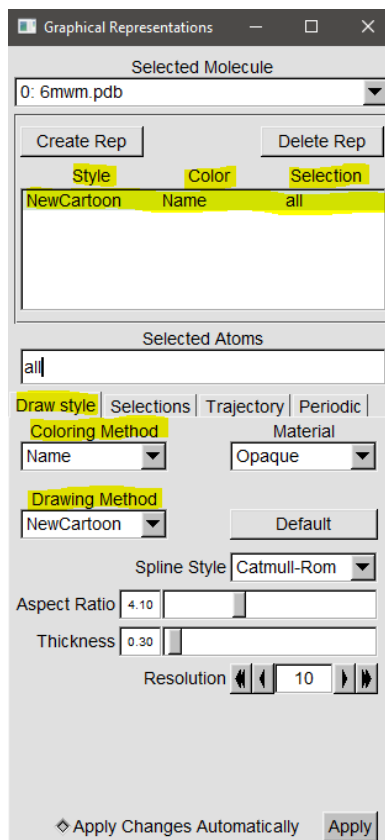 Graphical Representations
Selected Molecule
0: 6mwm.pdb
Create Rep Delete Rep
Style Color Selection
NewCartoon Name all
Selected Atoms
all
Draw style Selections Trajectory Periodic
Coloring Method Material
Name Opaque
Drawing Method
NewCartoon Default
Spline Style Catmull-Rom
Aspect Ratio 4.10
Thickness 0.30
Resolution 10
Apply Changes Automatically Apply